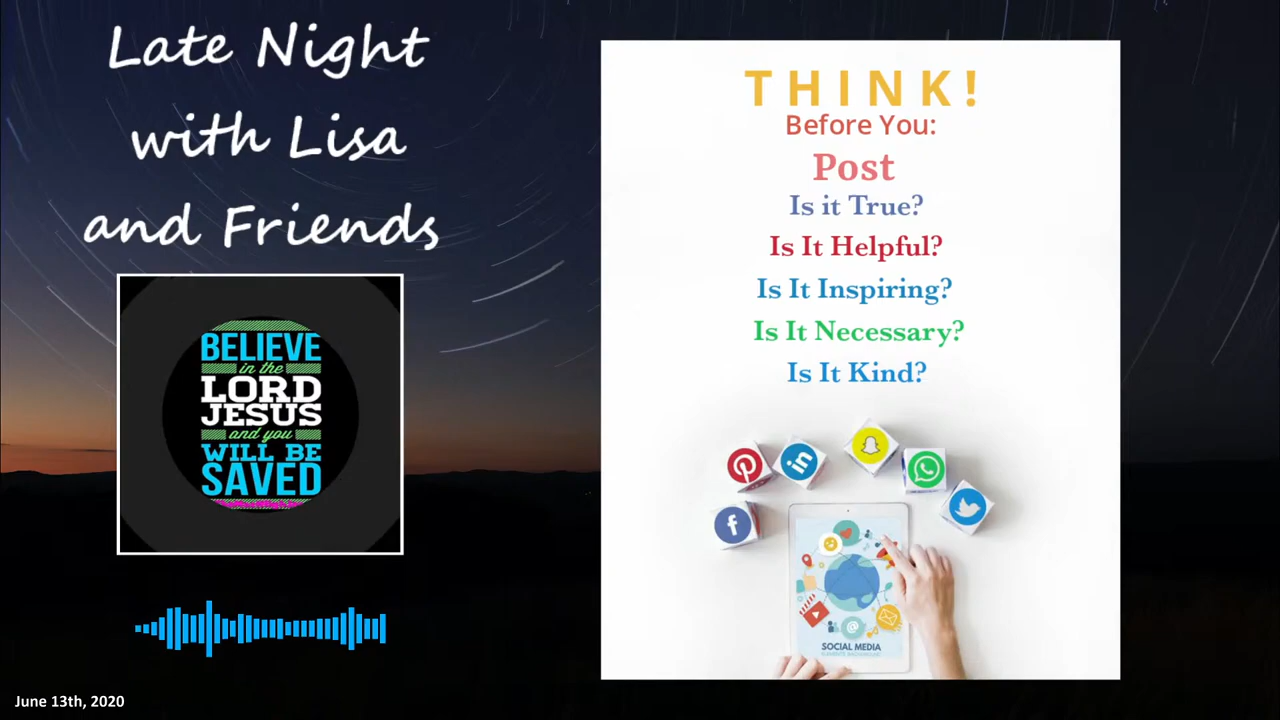 Late Night
with Lisa
and Friends
BELIEVE
in the
LORD
JESUS
and you
WILL BE
SAVED
June 13th, 2020
THINK!
Before You:
Post
Is it True?
Is It Helpful?
Is It Inspiring?
Is It Necessary?
Is It Kind?
in
f
@
SOCIAL MEDIA